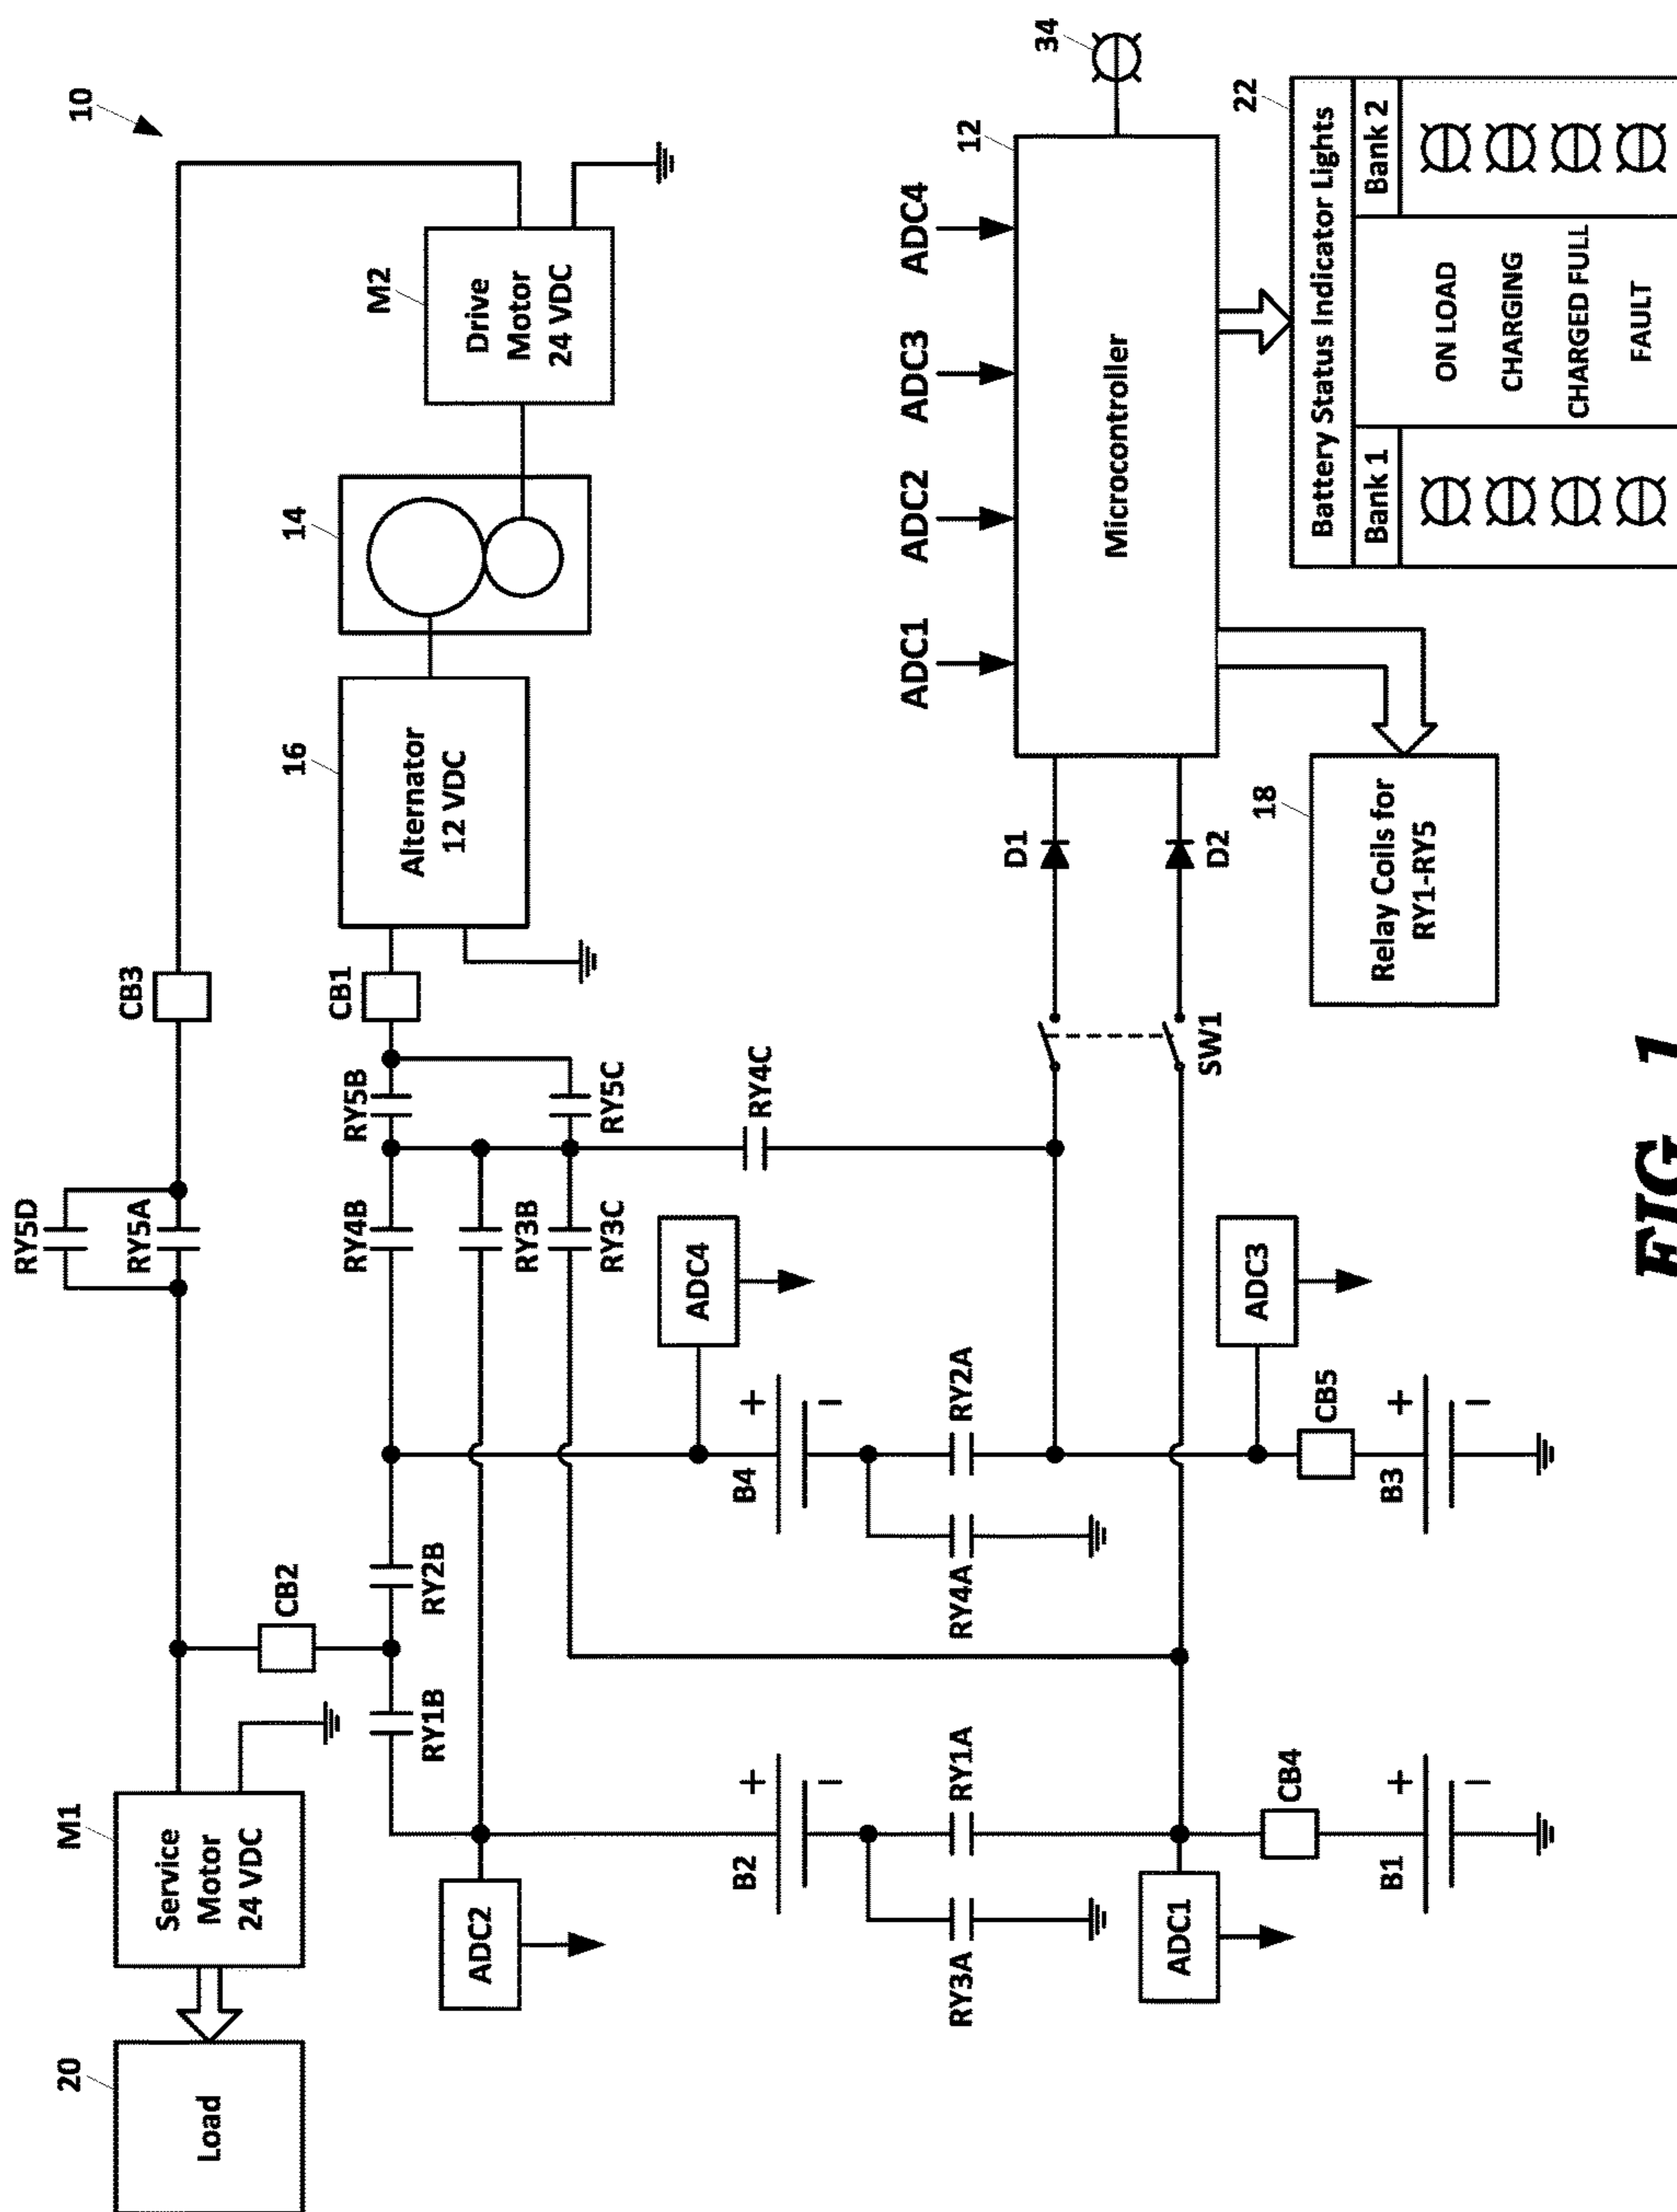 10
20
Load
M1
Service
Motor
24 VDC
RY5D
RY5A
CB3
M2
Drive
Motor
24 VDC
14
16
Alternator
12 VDC
CB1
CB2
RY1B
RY2B
RY4B
RY5B
RY3B
RY3C
RY5C
RY4C
ADC2
ADC4
B2
+
−
B4
+
−
RY3A
RY1A
RY4A
RY2A
ADC1
ADC3
CB4
CB5
B1
+
−
B3
+
−
SW1
D1
D2
ADC1
ADC2
ADC3
ADC4
12
Microcontroller
34
18
Relay Coils for
RY1-RY5
22
Battery Status Indicator Lights
Bank 1
Bank 2
ON LOAD
CHARGING
CHARGED FULL
FAULT
FIG. 1